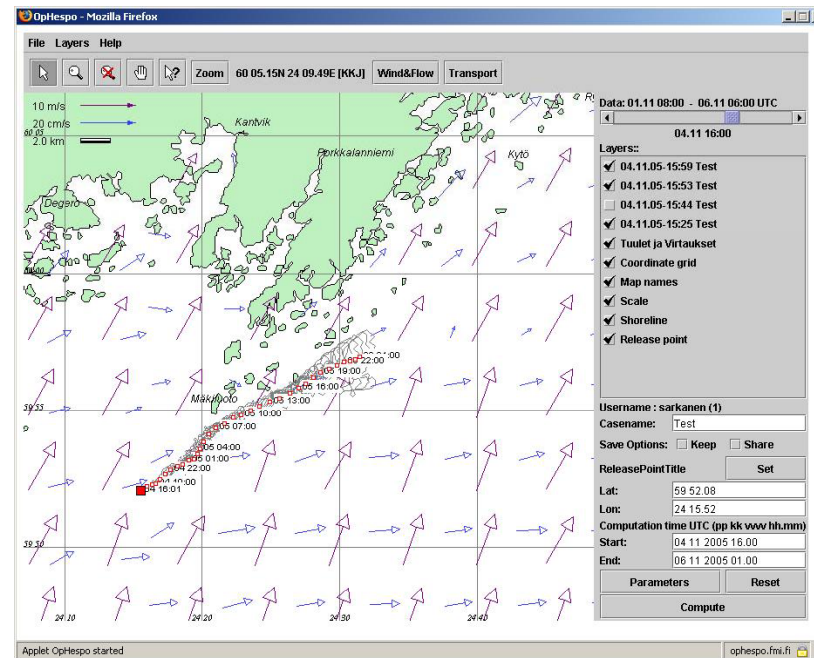 OpHespo - Mozilla Firefox
File Layers Help
Zoom 60 05.15N 24 09.49E [KKJ] Wind&Flow Transport
10 m/s
20 cm/s
2.0 km
60 05
Kantvik
Porkkalanniemi
Kytö
Degerö
59 55
Mäkiluoto
22:00
05 19:00
05 16:00
05 13:00
05 10:00
05 07:00
05 04:00
05 01:00
04 22:00
04 16:01
59 50
24 10
24 20
24 30
24 40
Data: 01.11 08:00 - 06.11 06:00 UTC
04.11 16:00
Layers::
04.11.05-15:59 Test
04.11.05-15:53 Test
04.11.05-15:44 Test
04.11.05-15:25 Test
Tuulet ja Virtaukset
Coordinate grid
Map names
Scale
Shoreline
Release point
Username : sarkanen (1)
Casename: Test
Save Options: Keep Share
ReleasePointTitle Set
Lat: 59 52.08
Lon: 24 15.52
Computation time UTC (pp kk vvvv hh.mm)
Start: 04 11 2005 16.00
End: 06 11 2005 01.00
Parameters Reset
Compute
Applet OpHespo started
ophespo.fmi.fi